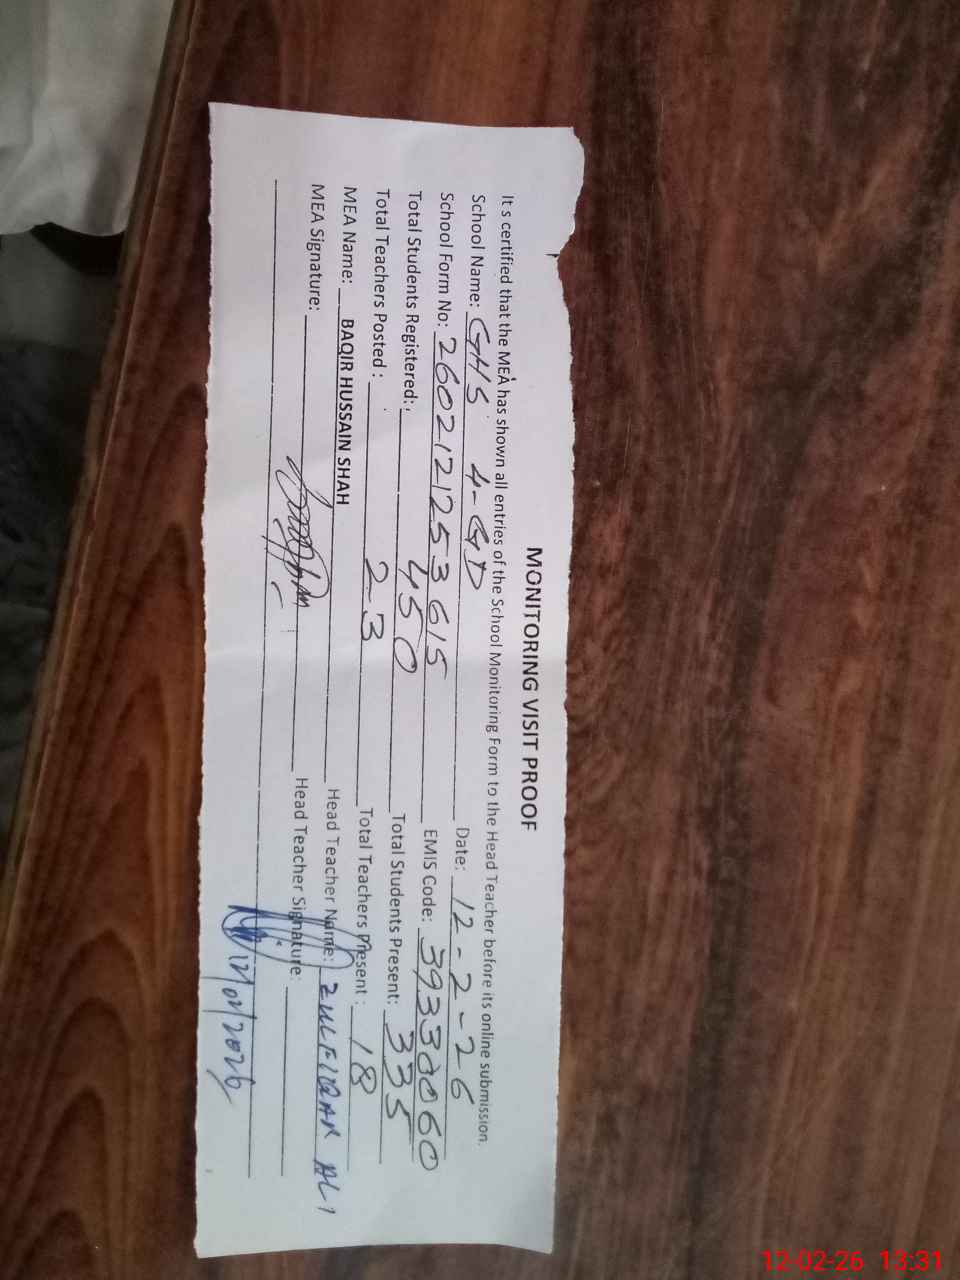 MONITORING VISIT PROOF
It s certified that the MEA has shown all entries of the School Monitoring Form to the Head Teacher before its online submission.
School Name: GHS 4-GD Date: 12-2-26
School Form No: 2602121253615 EMIS Code: 39330060
Total Students Registered: 450 Total Students Present: 335
Total Teachers Posted : 23 Total Teachers Present : 18
MEA Name: BAQIR HUSSAIN SHAH Head Teacher Name: ZULFIQAR ALI
MEA Signature: Head Teacher Signature:
12/02/2026
12-02-26 13:31